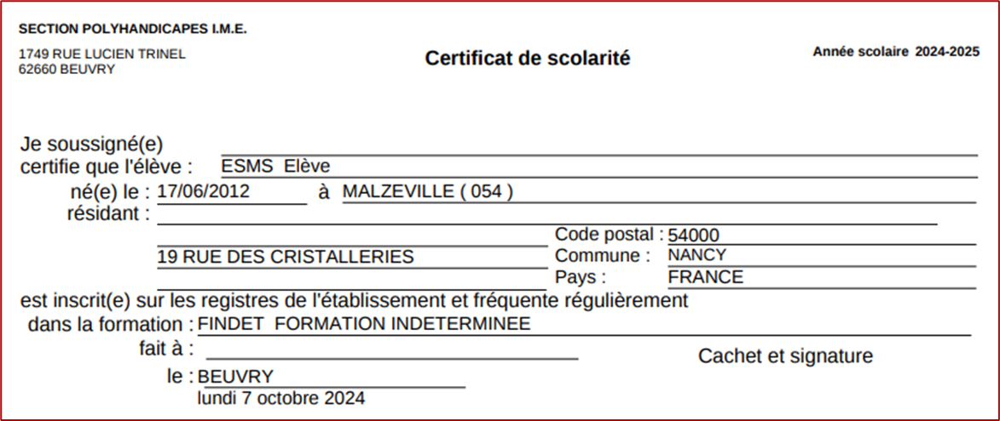 SECTION POLYHANDICAPES I.M.E.
1749 RUE LUCIEN TRINEL
62660 BEUVRY
Certificat de scolarité
Année scolaire 2024-2025
Je soussigné(e)
certifie que l'élève : ESMS Elève
né(e) le : 17/06/2012 à MALZEVILLE ( 054 )
résidant :
Code postal : 54000
19 RUE DES CRISTALLERIES Commune : NANCY
Pays : FRANCE
est inscrit(e) sur les registres de l'établissement et fréquente régulièrement
dans la formation : FINDET FORMATION INDETERMINEE
fait à :
Cachet et signature
le : BEUVRY
lundi 7 octobre 2024